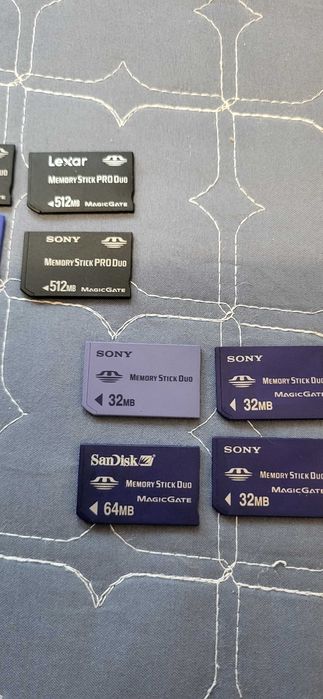 Lexar
MEMORY STICK PRO DUO
512MB MAGICGATE
SONY
MEMORY STICK PRO DUO
512MB MAGICGATE
SONY
MEMORY STICK DUO
32MB
SONY
MEMORY STICK DUO
MAGICGATE
32MB
SanDisk
MEMORY STICK DUO
MAGICGATE
64MB
SONY
MEMORY STICK DUO
MAGICGATE
32MB